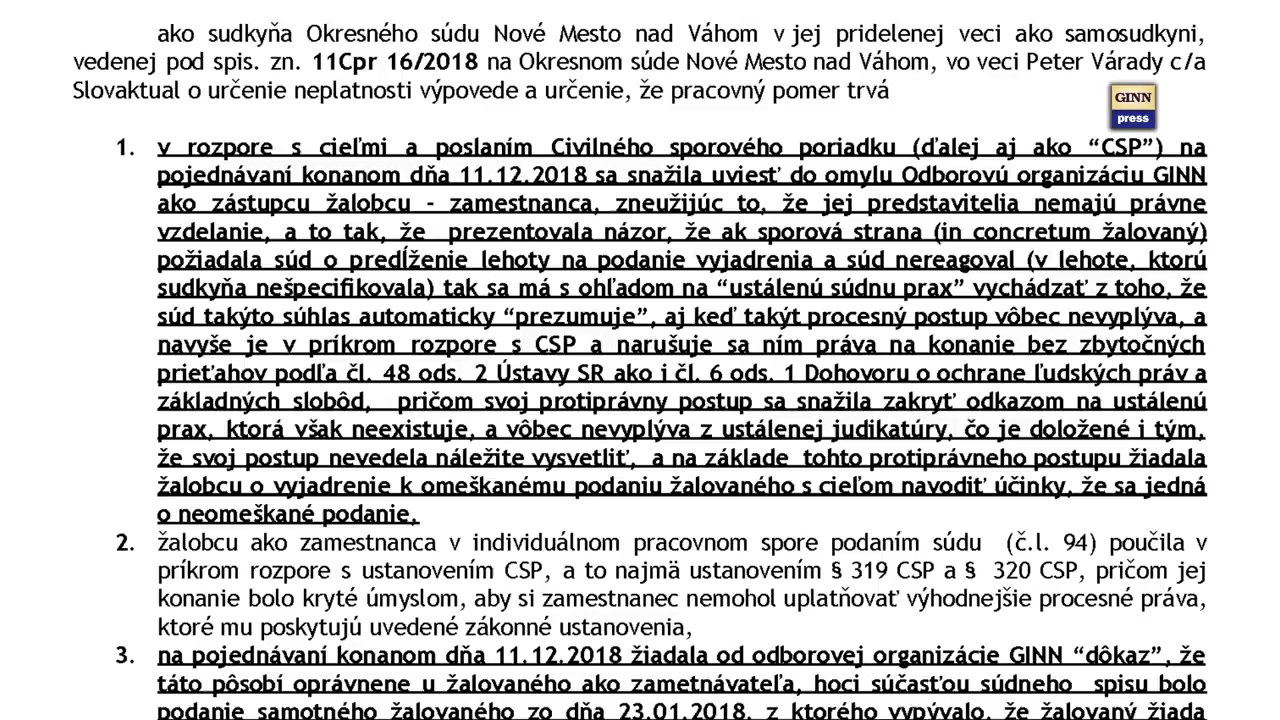 ako sudkyňa Okresného súdu Nové Mesto nad Váhom v jej pridelenej veci ako samosudkyni,
vedenej pod spis. zn. 11Cpr 16/2018 na Okresnom súde Nové Mesto nad Váhom, vo veci Peter Várady c/a
Slovaktual o určenie neplatnosti výpovede a určenie, že pracovný pomer trvá
GINN
press
1. v rozpore s cieľmi a poslaním Civilného sporového poriadku (ďalej aj ako “CSP”) na
pojednávaní konanom dňa 11.12.2018 sa snažila uviesť do omylu Odborovú organizáciu GINN
ako zástupcu žalobcu - zamestnanca, zneužijúc to, že jej predstavitelia nemajú právne
vzdelanie, a to tak, že prezentovala názor, že ak sporová strana (in concretum žalovaný)
požiadala súd o predĺženie lehoty na podanie vyjadrenia a súd nereagoval (v lehote, ktorú
sudkyňa nešpecifikovala) tak sa má s ohľadom na “ustálenú súdnu prax” vychádzať z toho, že
súd takýto súhlas automaticky “prezumuje”, aj keď takýt procesný postup vôbec nevyplýva, a
navyše je v príkrom rozpore s CSP a narušuje sa ním práva na konanie bez zbytočných
prieťahov podľa čl. 48 ods. 2 Ústavy SR ako i čl. 6 ods. 1 Dohovoru o ochrane ľudských práv a
základných slobôd, pričom svoj protiprávny postup sa snažila zakryť odkazom na ustálenú
prax, ktorá však neexistuje, a vôbec nevyplýva z ustálenej judikatúry, čo je doložené i tým,
že svoj postup nevedela náležite vysvetliť, a na základe tohto protiprávneho postupu žiadala
žalobcu o vyjadrenie k omeškanému podaniu žalovaného s cieľom navodiť účinky, že sa jedná
o neomeškané podanie,
2. žalobcu ako zamestnanca v individuálnom pracovnom spore podaním súdu (č.l. 94) poučila v
príkrom rozpore s ustanovením CSP, a to najmä ustanovením § 319 CSP a § 320 CSP, pričom jej
konanie bolo kryté úmyslom, aby si zamestnanec nemohol uplatňovať výhodnejšie procesné práva,
ktoré mu poskytujú uvedené zákonné ustanovenia,
3. na pojednávaní konanom dňa 11.12.2018 žiadala od odborovej organizácie GINN “dôkaz”, že
táto pôsobí oprávnene u žalovaného ako zametnávateľa, hoci súčasťou súdneho spisu bolo
podanie samotného žalovaného zo dňa 23.01.2018, z ktorého vypývalo, že žalovaný žiada